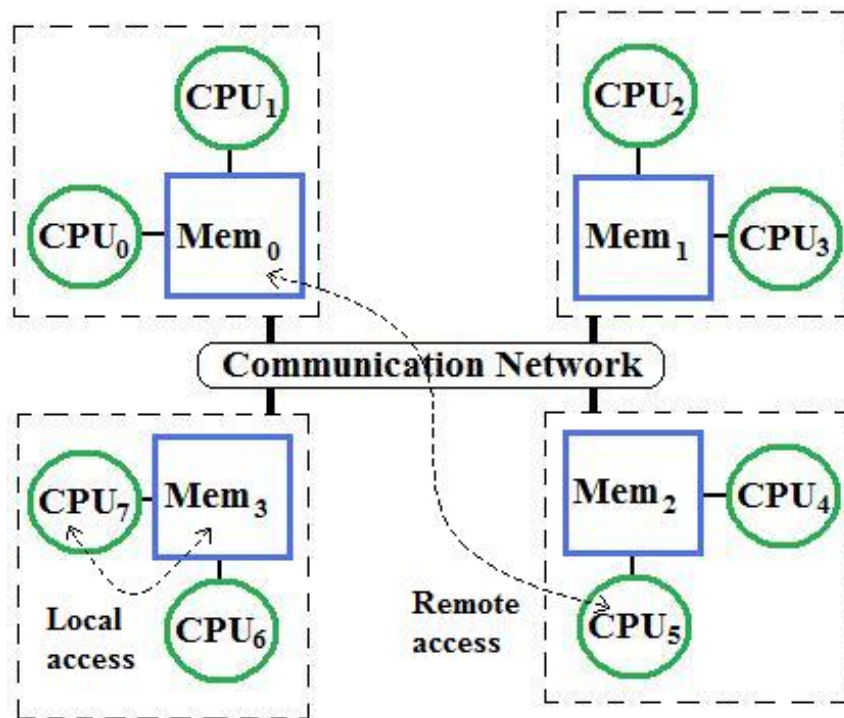 CPU₁
CPU₀
Mem₀
CPU₂
Mem₁
CPU₃
Communication Network
CPU₇
Mem₃
CPU₆
Local
access
Mem₂
CPU₄
CPU₅
Remote
access